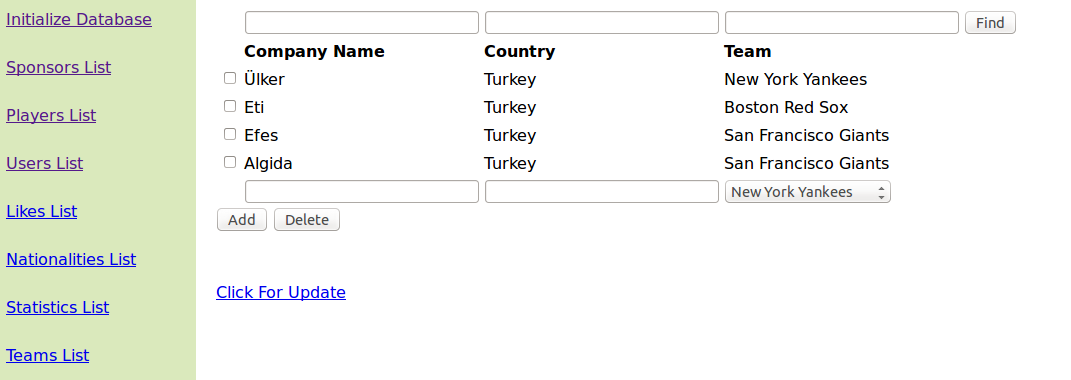 Initialize Database
Sponsors List
Players List
Users List
Likes List
Nationalities List
Statistics List
Teams List
Find
Company Name Country Team
Ülker Turkey New York Yankees
Eti Turkey Boston Red Sox
Efes Turkey San Francisco Giants
Algida Turkey San Francisco Giants
New York Yankees
Add Delete
Click For Update